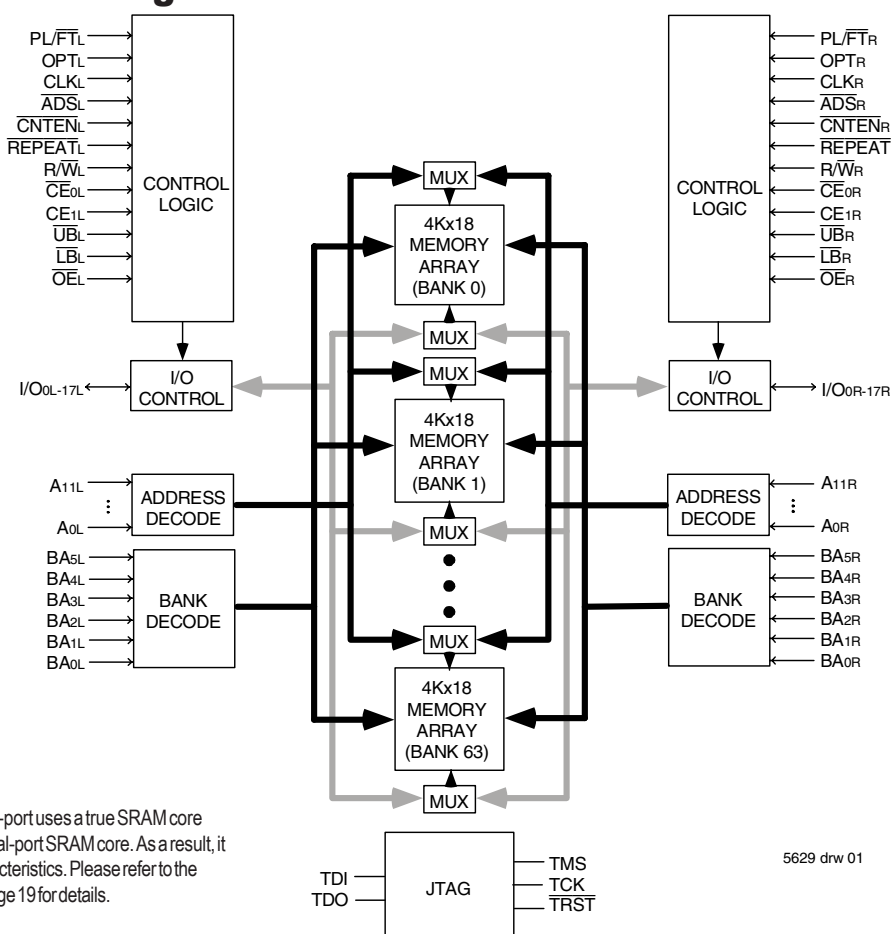 PL/FTL
OPTL
CLKL
ADSL
CNTENL
REPEATL
R/WL
CE0L
CE1L
UBL
LBL
OEL
CONTROL
LOGIC
PL/FTR
OPTR
CLKR
ADSR
CNTENR
REPEAT
R/WR
CE0R
CE1R
UBR
LBR
OER
CONTROL
LOGIC
MUX
4Kx18
MEMORY
ARRAY
(BANK 0)
MUX
I/O0L-17L
I/O
CONTROL
MUX
I/O
CONTROL
I/O0R-17R
4Kx18
MEMORY
ARRAY
(BANK 1)
MUX
A11L
A0L
ADDRESS
DECODE
ADDRESS
DECODE
A11R
A0R
BA5L
BA4L
BA3L
BA2L
BA1L
BA0L
BANK
DECODE
BANK
DECODE
BA5R
BA4R
BA3R
BA2R
BA1R
BA0R
MUX
4Kx18
MEMORY
ARRAY
(BANK 63)
MUX
-port uses a true SRAM core
al-port SRAM core. As a result, it
cteristics. Please refer to the
ge 19 for details.
TDI
TDO
JTAG
TMS
TCK
TRST
5629 drw 01